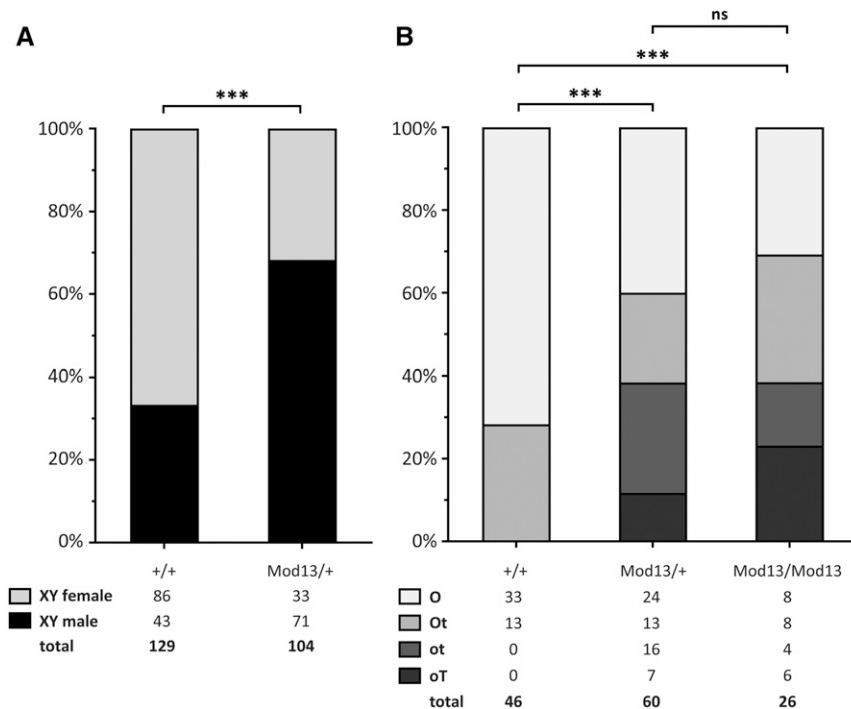 A
***
100%
80%
60%
40%
20%
0%
+/+ Mod13/+
XY female 86 33
XY male 43 71
total 129 104
B
ns
***
***
100%
80%
60%
40%
20%
0%
+/+ Mod13/+ Mod13/Mod13
O 33 24 8
Ot 13 13 8
ot 0 16 4
oT 0 7 6
total 46 60 26